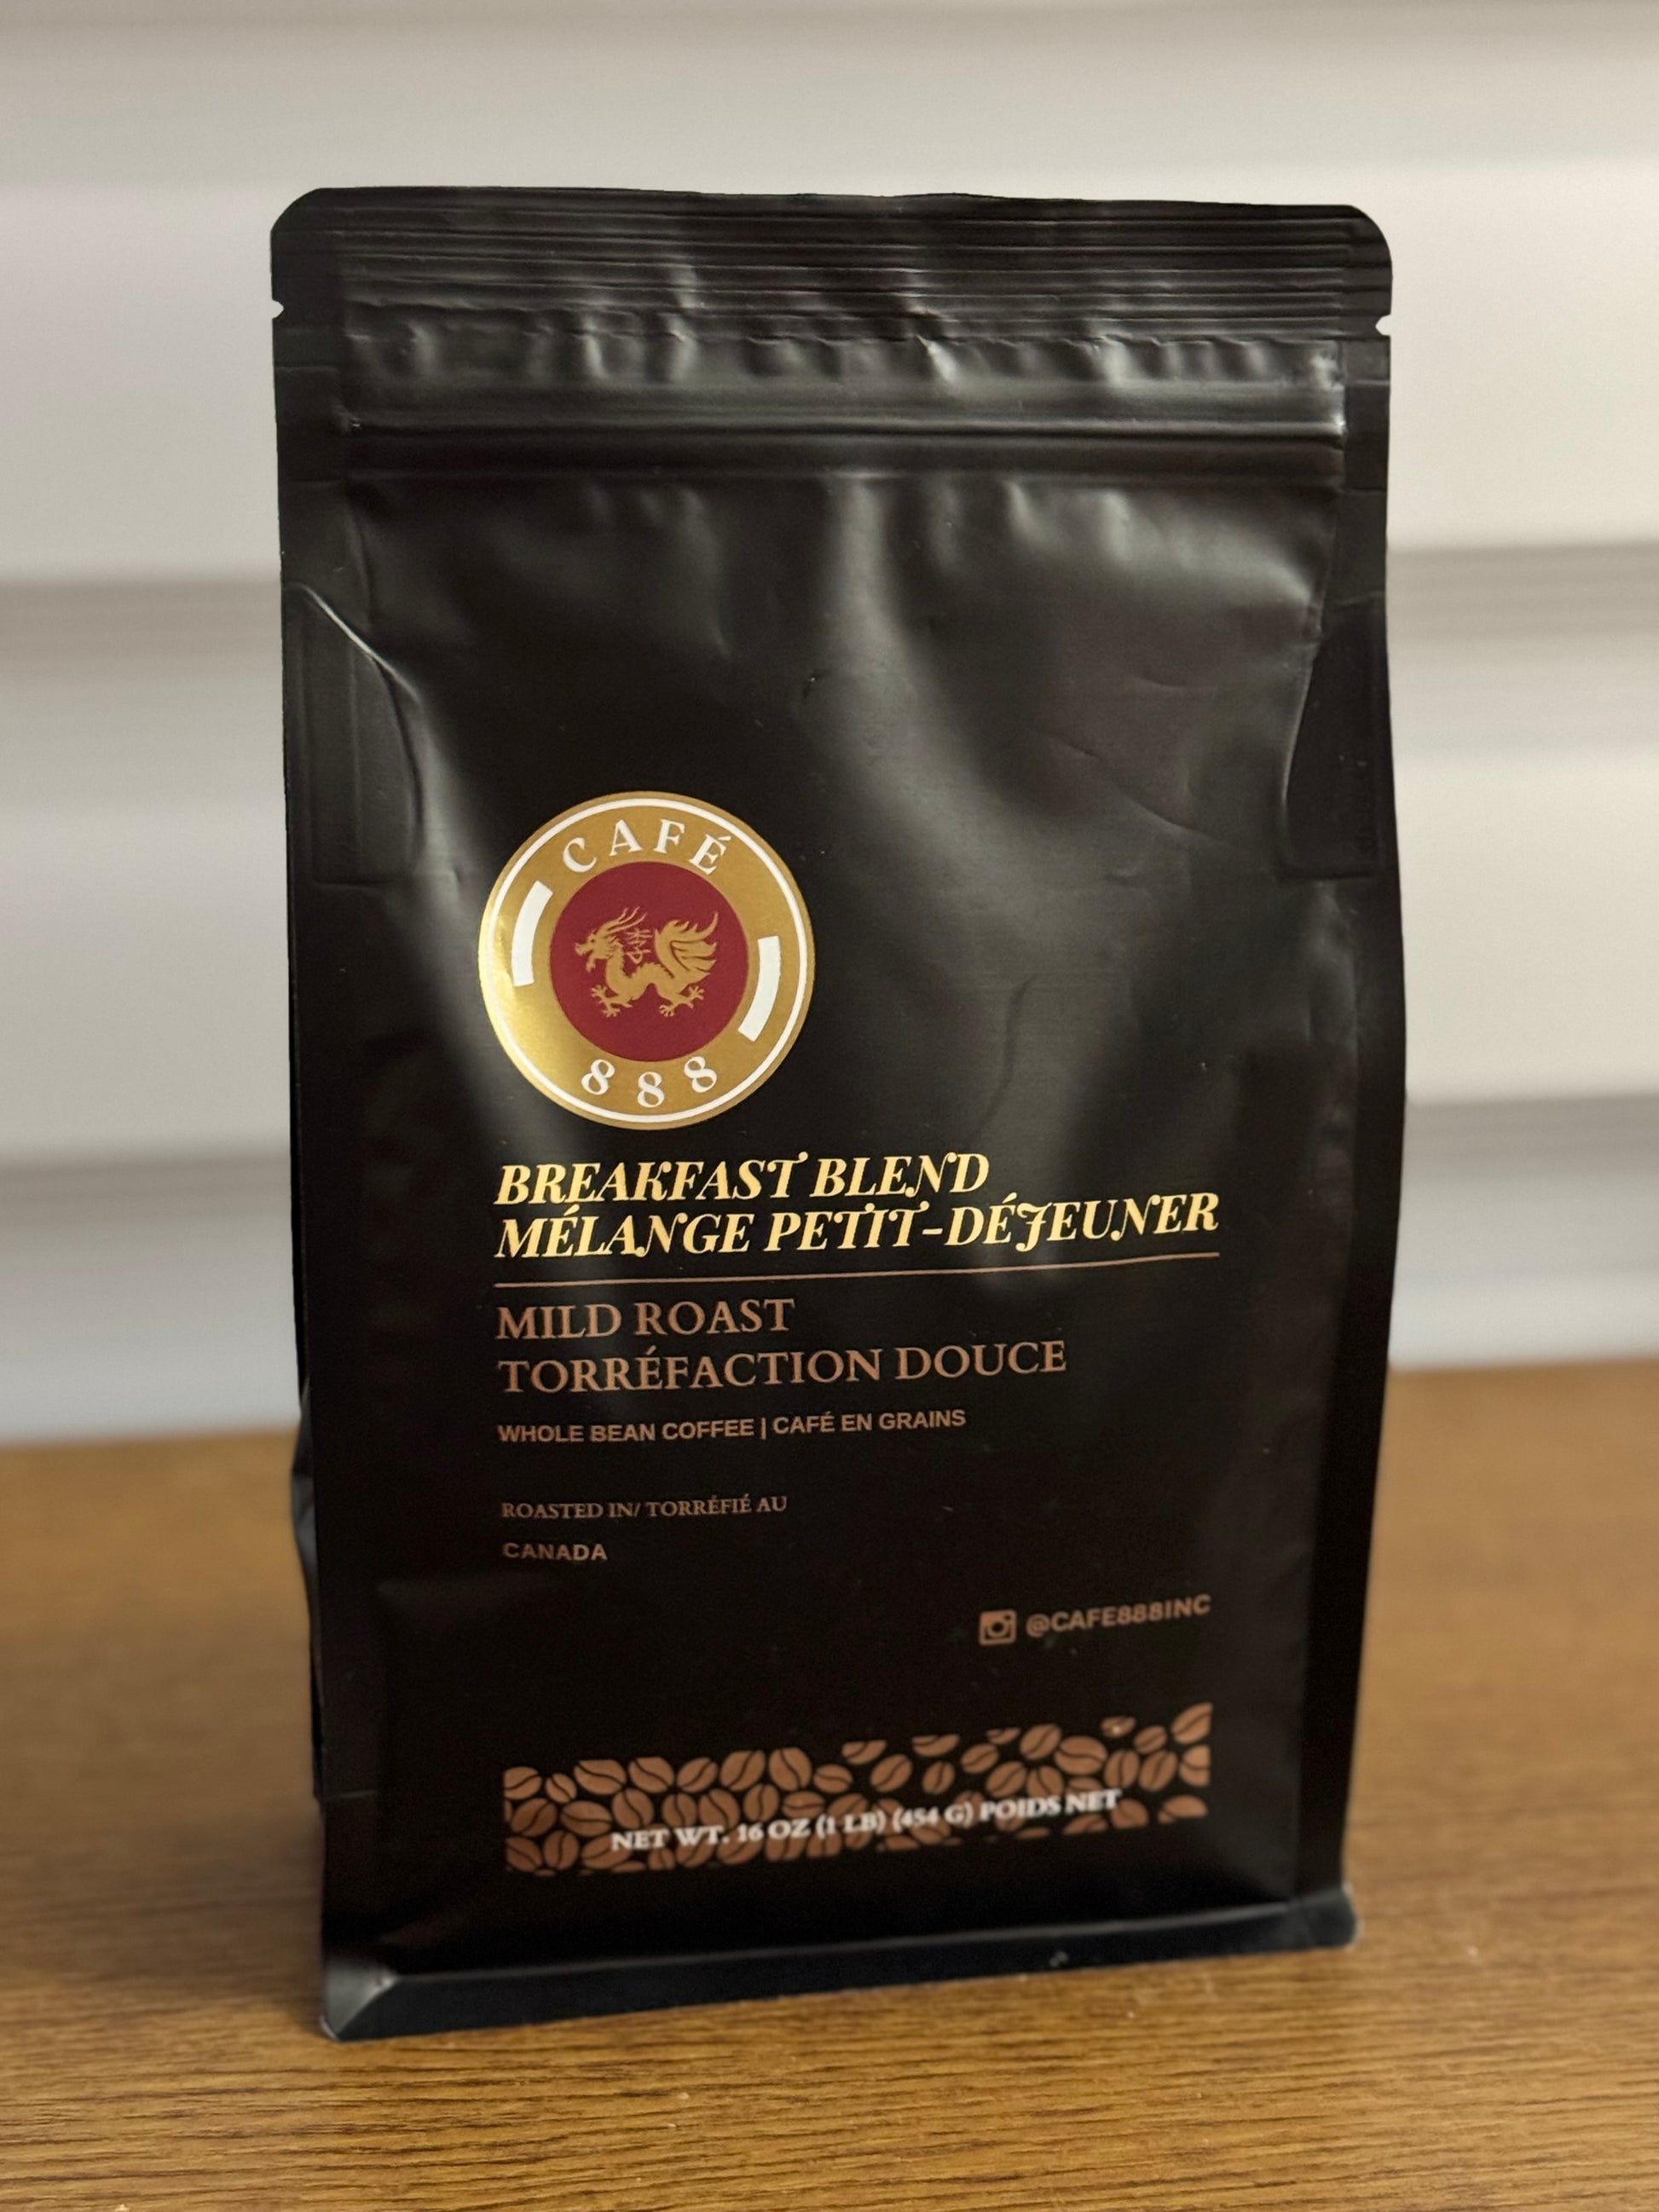 CAFÉ
888
BREAKFAST BLEND
MÉLANGE PETIT-DÉJEUNER
MILD ROAST
TORRÉFACTION DOUCE
WHOLE BEAN COFFEE | CAFÉ EN GRAINS
ROASTED IN/ TORRÉFIÉ AU
CANADA
@CAFE888INC
NET WT. 16 OZ (1 LB) (454 G) POIDS NET